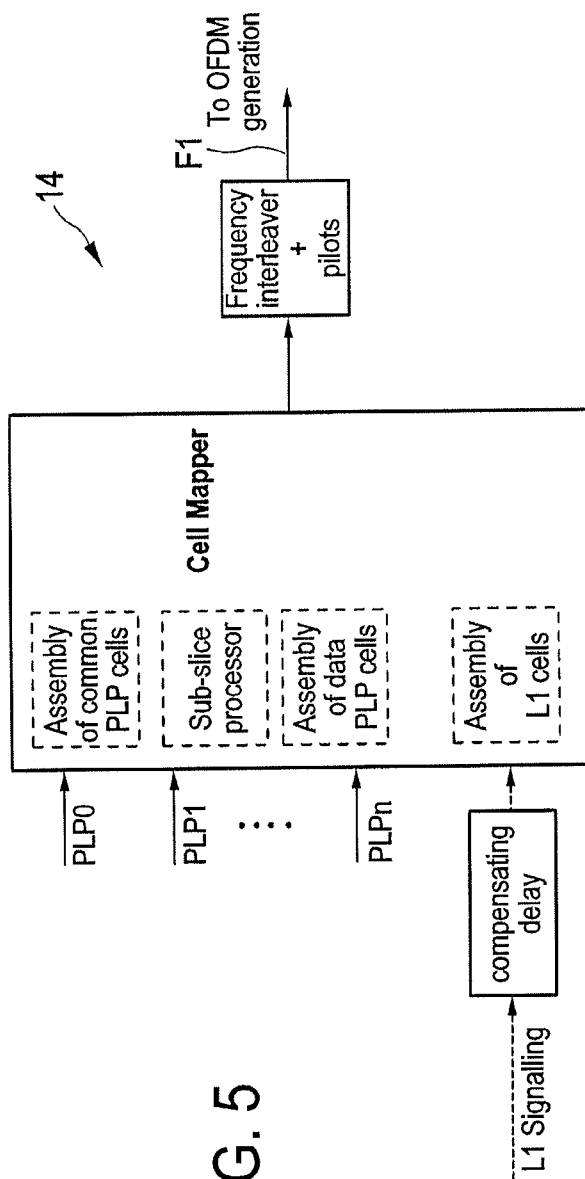 14
F1
To OFDM
generation
Frequency
interleaver
+
pilots
Cell Mapper
Assembly
of common
PLP cells
Sub-slice
processor
Assembly
of data
PLP cells
Assembly
of
L1 cells
PLP0
PLP1
PLPn
compensating
delay
L1 Signalling
G. 5